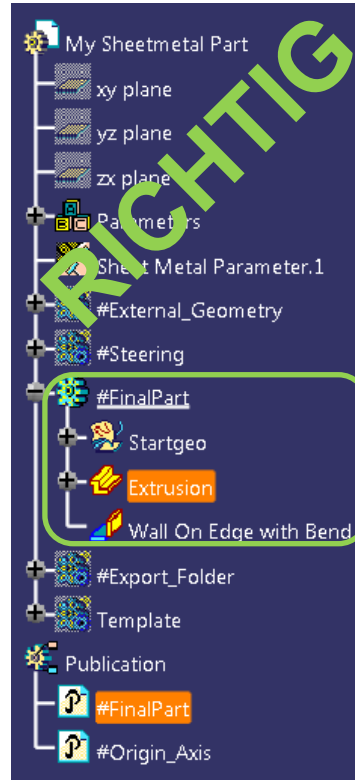 My Sheetmetal Part
xy plane
yz plane
zx plane
Parameters
Sheet Metal Parameter.1
#External_Geometry
#Steering
#FinalPart
Startgeo
Extrusion
Wall On Edge with Bend
#Export_Folder
Template
Publication
#FinalPart
#Origin_Axis
RICHTIG